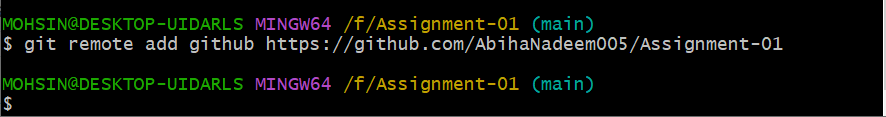 MOHSIN@DESKTOP-UIDARLS MINGW64 /f/Assignment-01 (main)
$ git remote add github https://github.com/AbihaNadeem005/Assignment-01
MOHSIN@DESKTOP-UIDARLS MINGW64 /f/Assignment-01 (main)
$